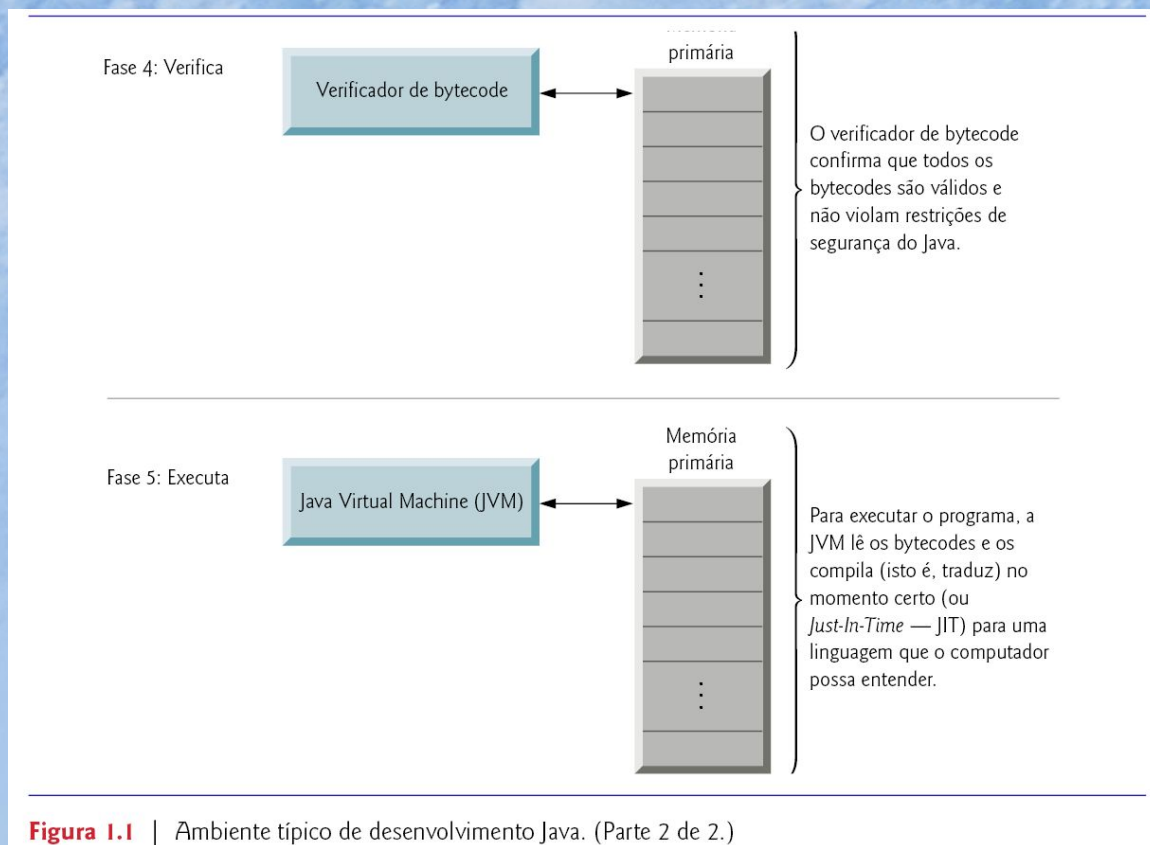 primária
Fase 4: Verifica
Verificador de bytecode
O verificador de bytecode
confirma que todos os
bytecodes são válidos e
não violam restrições de
segurança do Java.
Memória
primária
Fase 5: Executa
Java Virtual Machine (JVM)
Para executar o programa, a
JVM lê os bytecodes e os
compila (isto é, traduz) no
momento certo (ou
Just-In-Time — JIT) para uma
linguagem que o computador
possa entender.
Figura 1.1 | Ambiente típico de desenvolvimento Java. (Parte 2 de 2.)